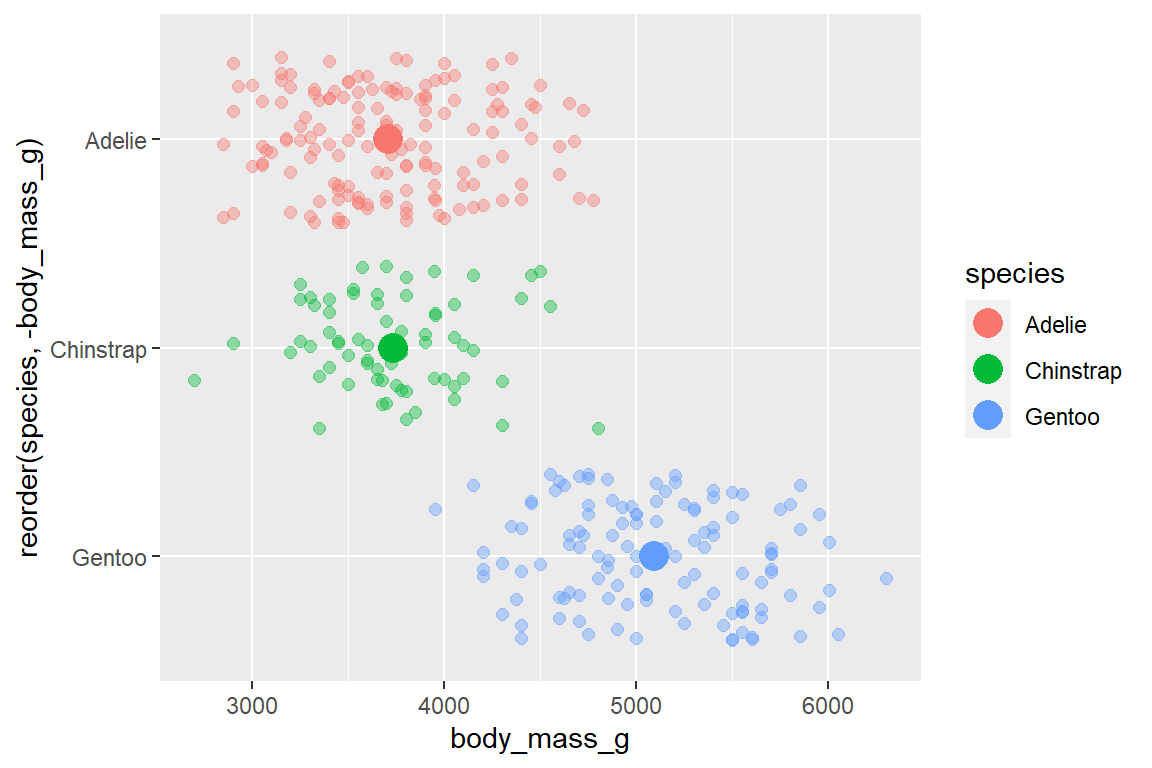 reorder(species, -body_mass_g)
Adelie
Chinstrap
Gentoo
3000
4000
5000
6000
body_mass_g
species
Adelie
Chinstrap
Gentoo